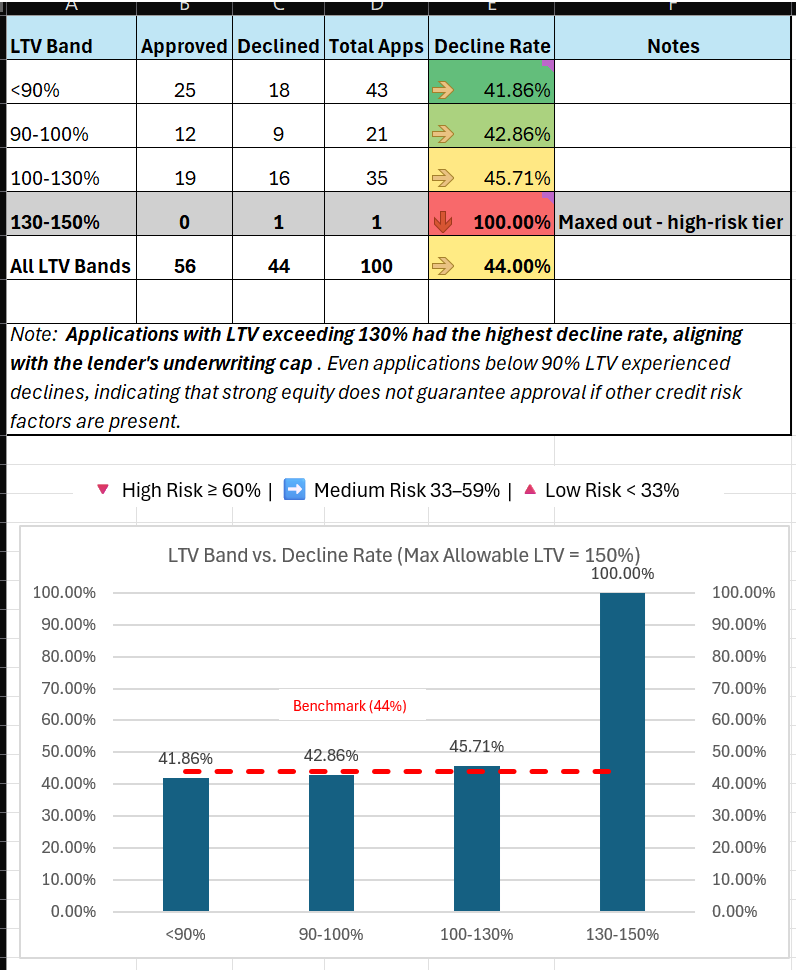 A B C D E F
LTV Band Approved Declined Total Apps Decline Rate Notes
<90% 25 18 43 41.86%
90-100% 12 9 21 42.86%
100-130% 19 16 35 45.71%
130-150% 0 1 1 100.00% Maxed out - high-risk tier
All LTV Bands 56 44 100 44.00%
Note: Applications with LTV exceeding 130% had the highest decline rate, aligning
with the lender's underwriting cap . Even applications below 90% LTV experienced
declines, indicating that strong equity does not guarantee approval if other credit risk
factors are present.
🔻 High Risk ≥ 60% | ➡️ Medium Risk 33–59% | 🔺 Low Risk < 33%
LTV Band vs. Decline Rate (Max Allowable LTV = 150%)
100.00%
100.00% 100.00%
90.00% 90.00%
80.00% 80.00%
70.00% 70.00%
Benchmark (44%)
60.00% 60.00%
50.00% 50.00%
41.86% 42.86% 45.71%
40.00% 40.00%
30.00% 30.00%
20.00% 20.00%
10.00% 10.00%
0.00% 0.00%
<90% 90-100% 100-130% 130-150%